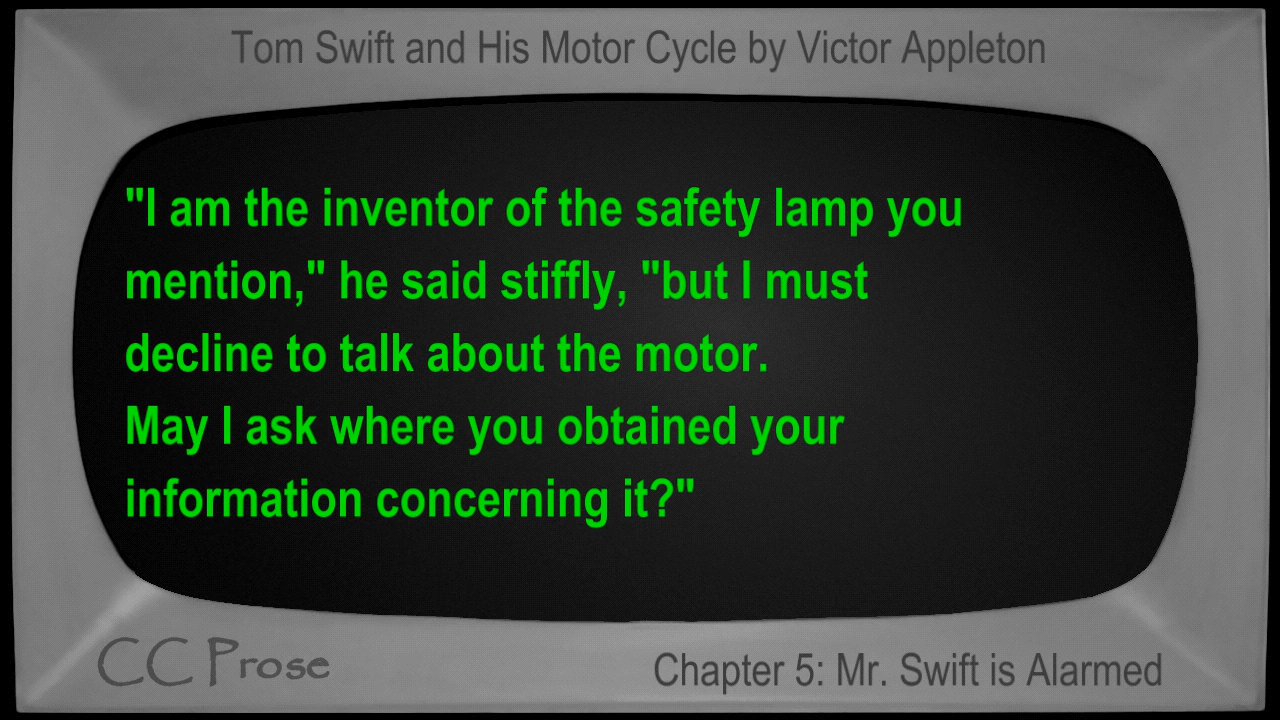 Tom Swift and His Motor Cycle by Victor Appleton
"I am the inventor of the safety lamp you
mention," he said stiffly, "but I must
decline to talk about the motor.
May I ask where you obtained your
information concerning it?"
CC Prose
Chapter 5: Mr. Swift is Alarmed